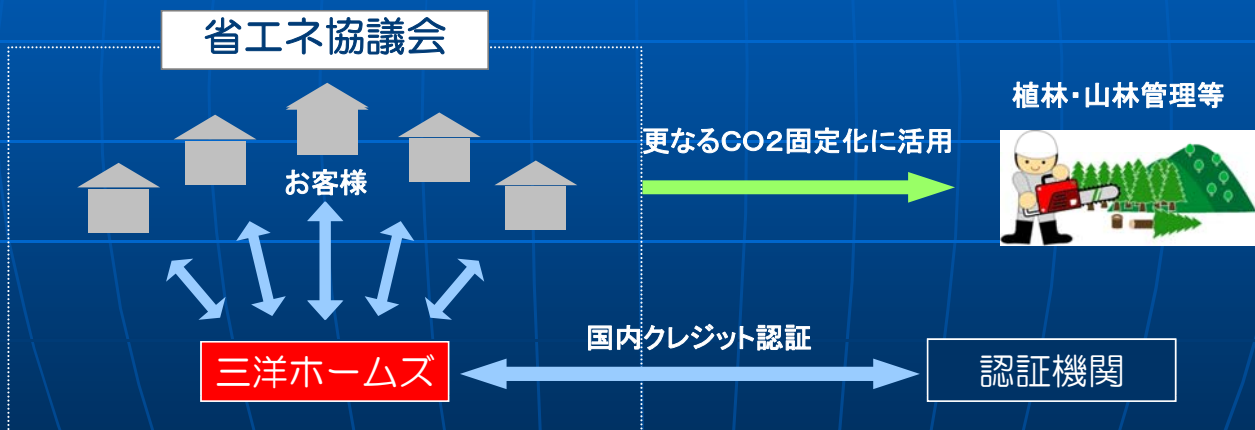 省エネ協議会
植林・山林管理等
更なるCO2固定化に活用
お客様
国内クレジット認証
三洋ホームズ
認証機関